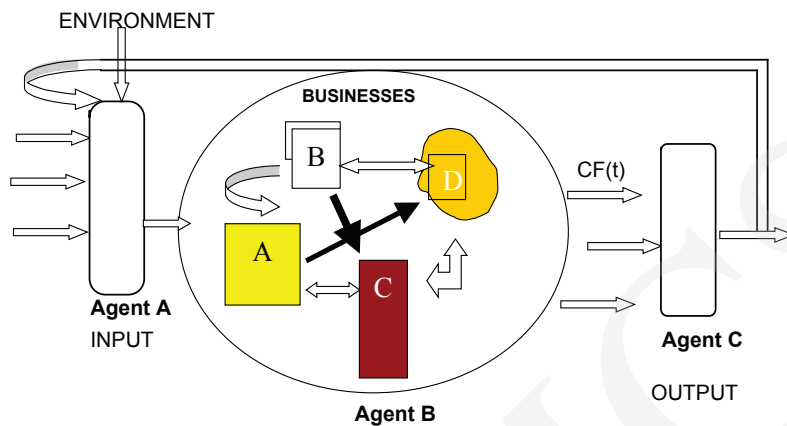 ENVIRONMENT
BUSINESSES
B
D
CF(t)
A
C
Agent A
INPUT
Agent C
OUTPUT
Agent B